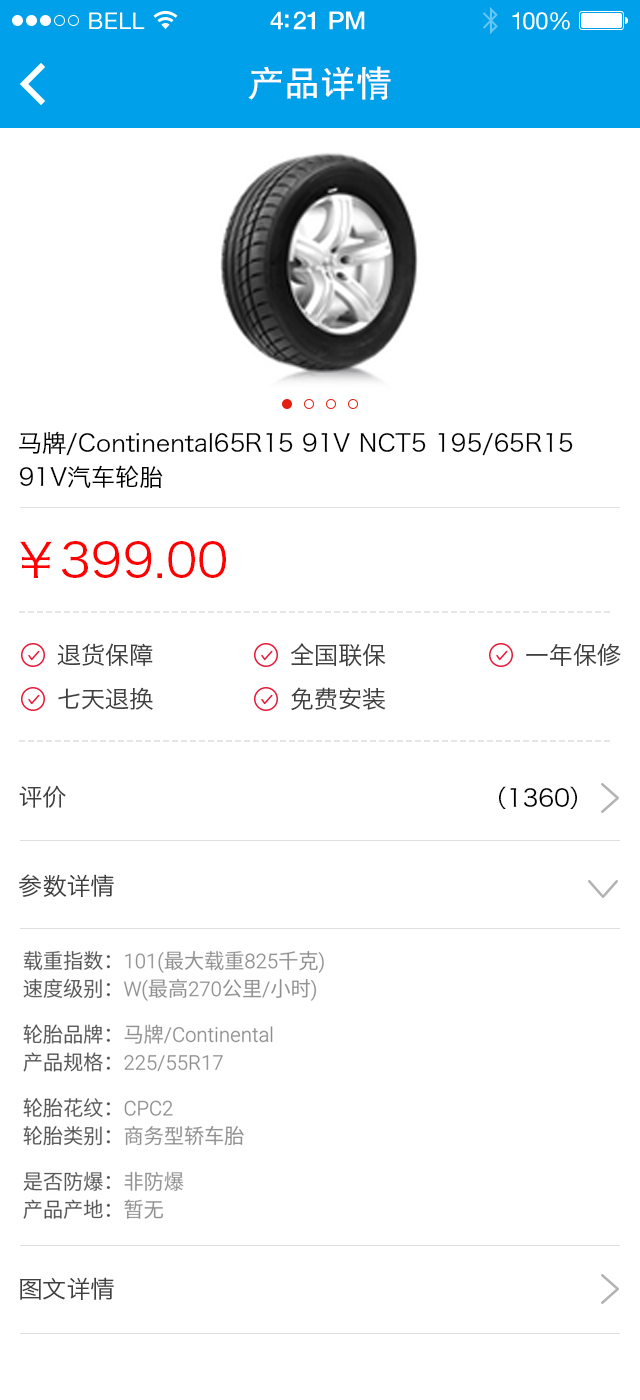 BELL 4:21 PM 100%
产品详情
马牌/Continental65R15 91V NCT5 195/65R15
91V汽车轮胎
￥399.00
退货保障 全国联保 一年保修
七天退换 免费安装
评价 （1360）
参数详情
载重指数：101(最大载重825千克)
速度级别：W(最高270公里/小时)
轮胎品牌：马牌/Continental
产品规格：225/55R17
轮胎花纹：CPC2
轮胎类别：商务型轿车胎
是否防爆：非防爆
产品产地：暂无
图文详情